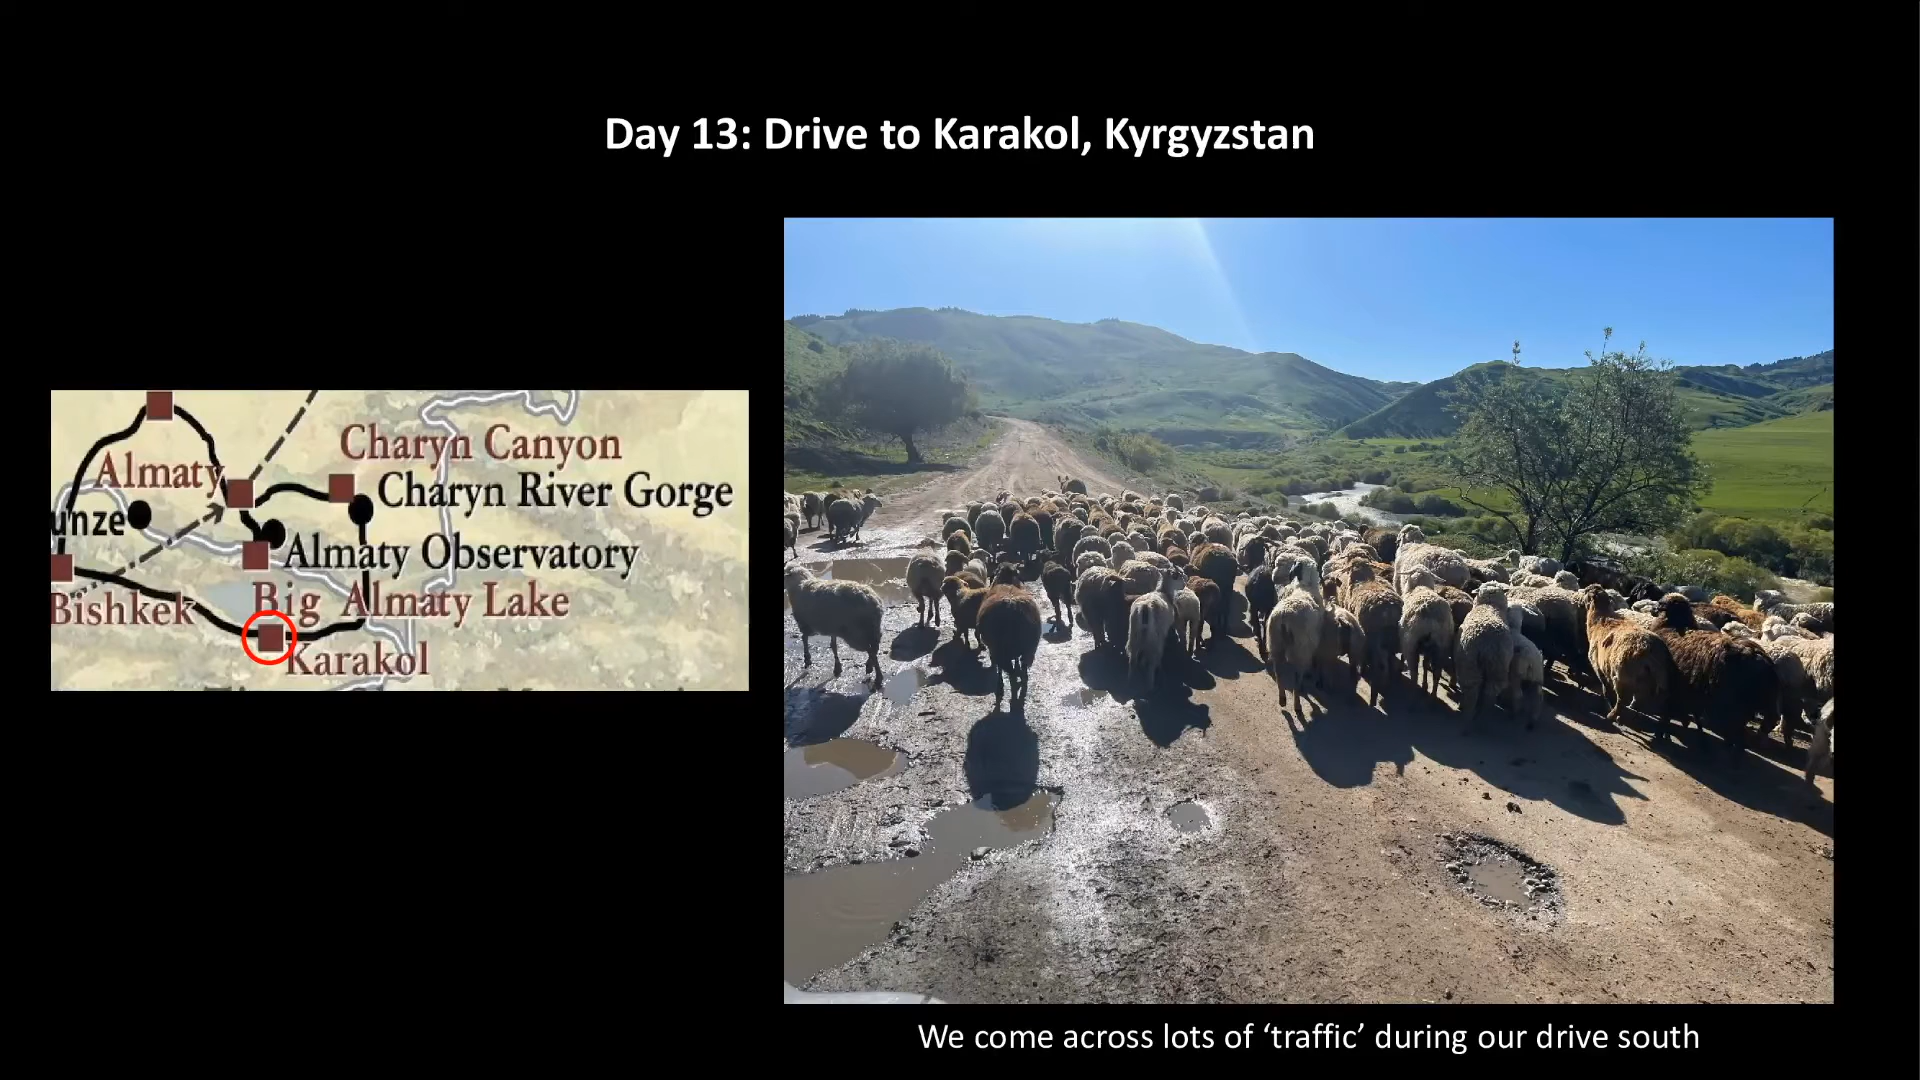 Day 13: Drive to Karakol, Kyrgyzstan
Charyn Canyon
Almaty
Charyn River Gorge
unze
Almaty Observatory
Big Almaty Lake
Bishkek
Karakol
We come across lots of ‘traffic’ during our drive south